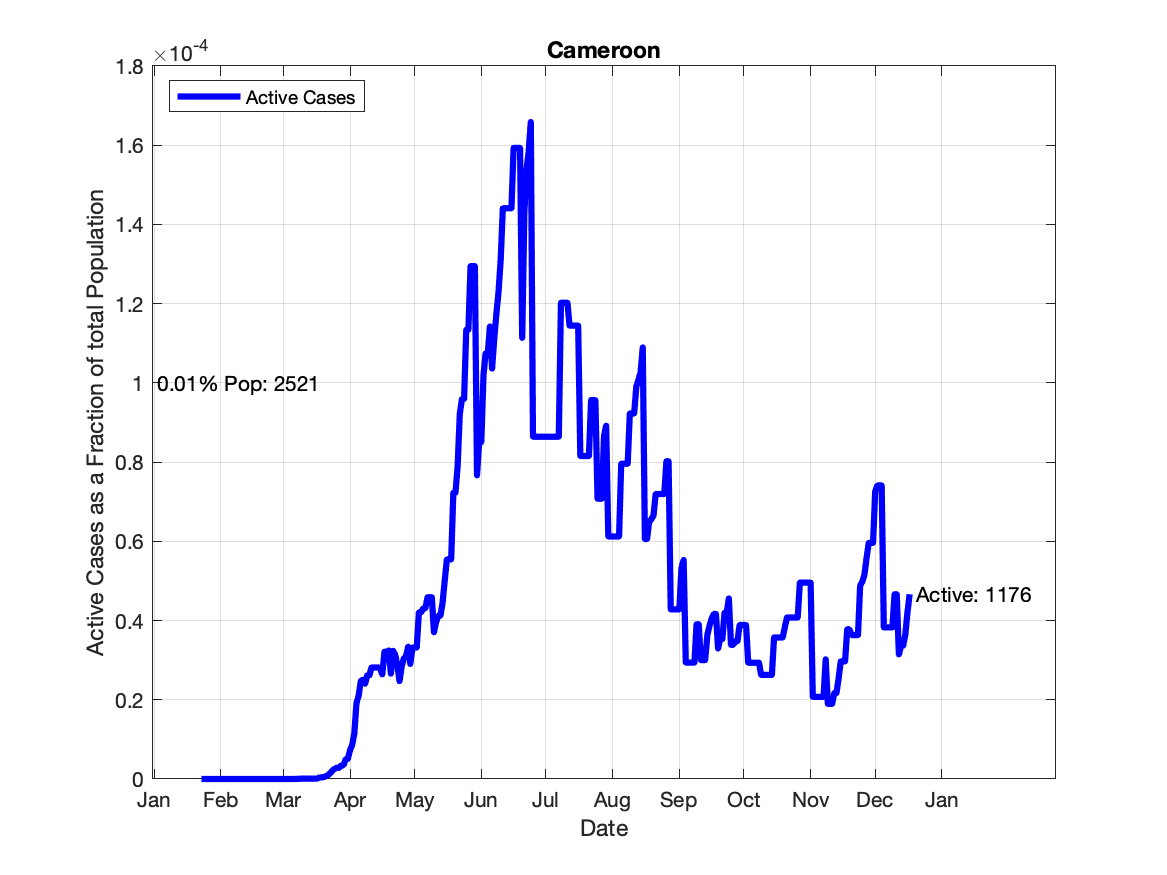 Cameroon
×10-4
1.8
1.6
1.4
1.2
1
0.8
0.6
0.4
0.2
0
Active Cases as a Fraction of total Population
Active Cases
0.01% Pop: 2521
Active: 1176
Jan Feb Mar Apr May Jun Jul Aug Sep Oct Nov Dec Jan
Date